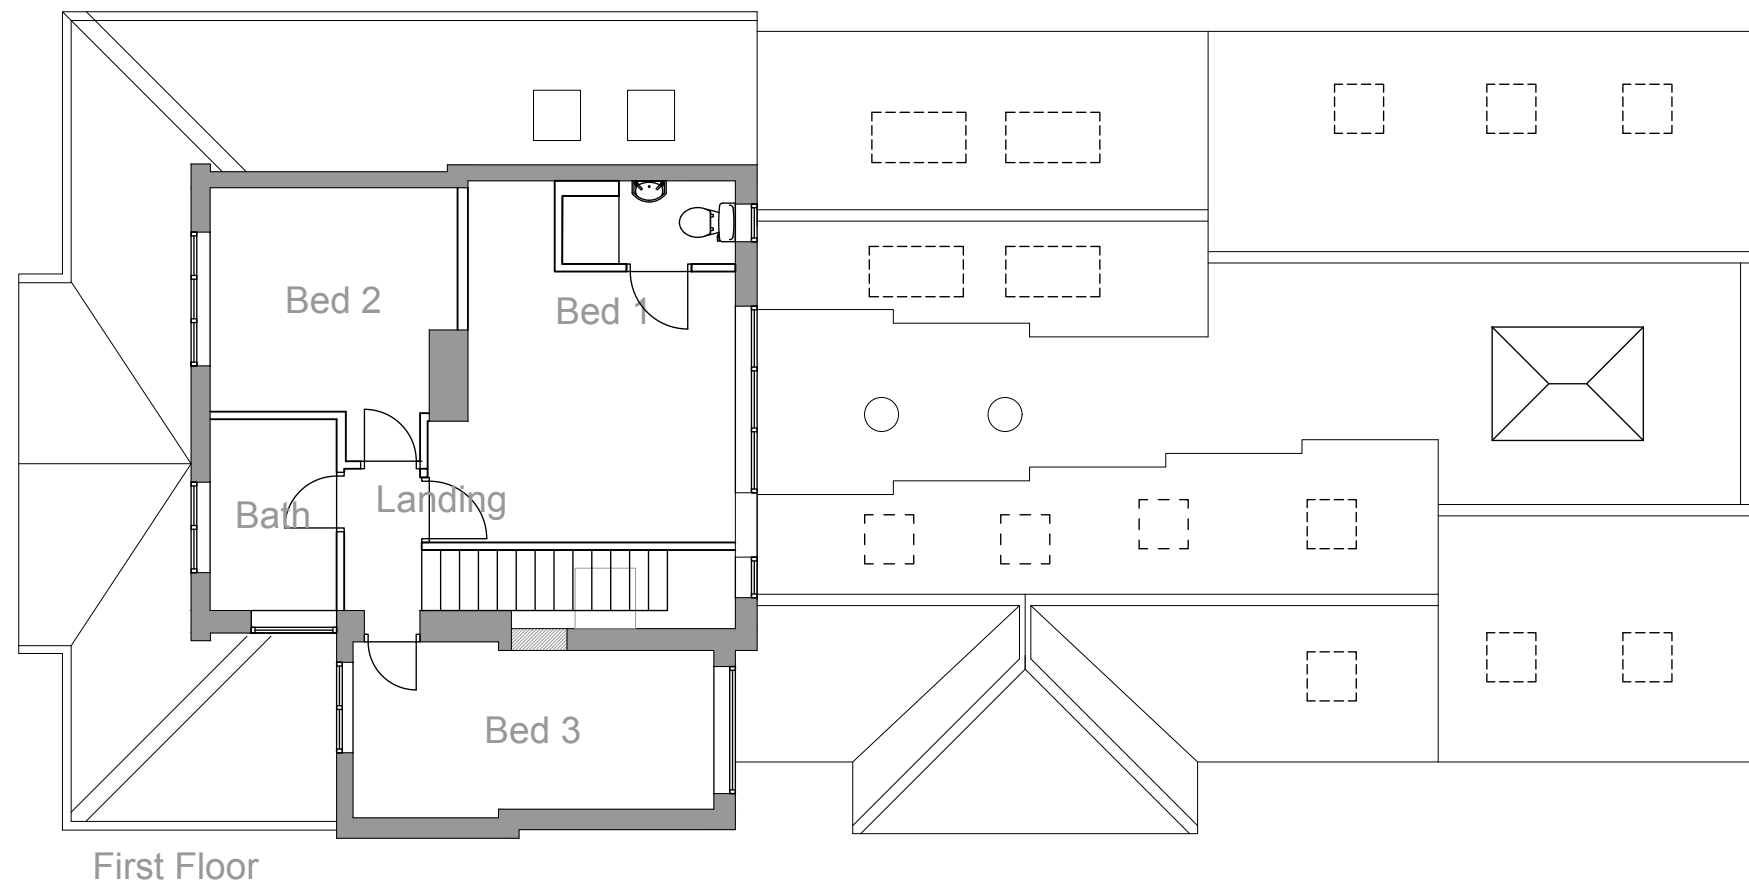 Bed 2
Bed 1
Bath
Landing
Bed 3
First Floor